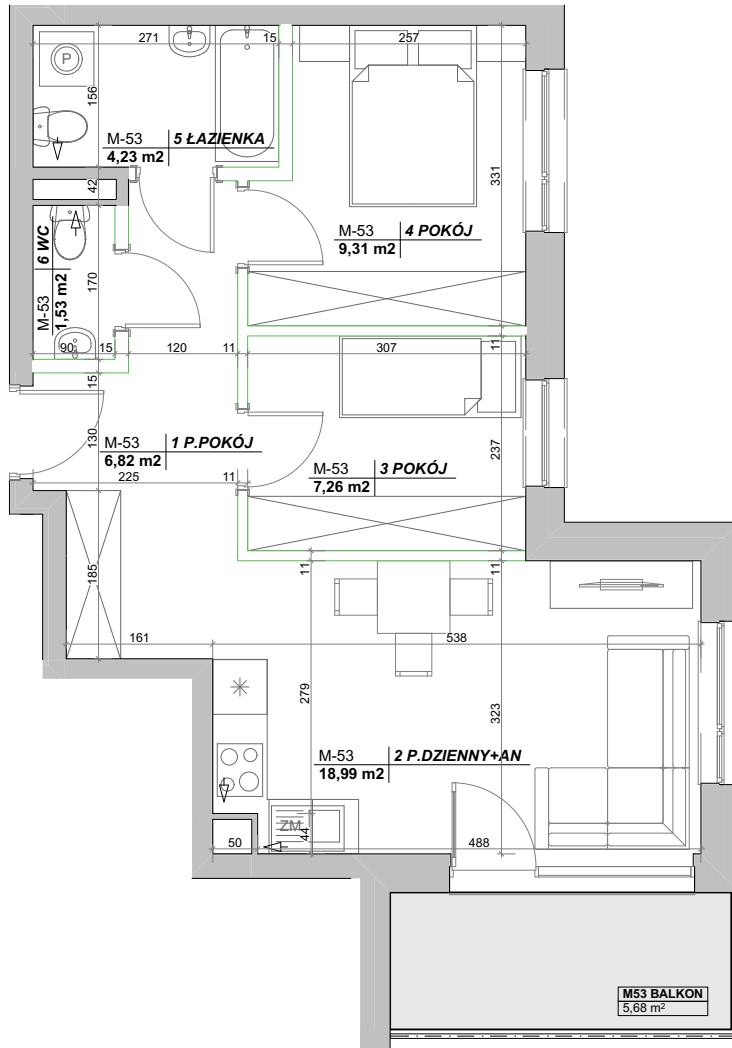 271
15
257
P
156
M-53 5 ŁAZIENKA
4,23 m2
42
331
M-53 4 POKÓJ
9,31 m2
M-53 6 WC
1,53 m2
170
90
15
120
11
307
11
15
130
M-53 1 P.POKÓJ
6,82 m2
225
11
M-53 3 POKÓJ
7,26 m2
237
185
11
11
161
538
279
323
M-53 2 P.DZIENNY+AN
18,99 m2
ZM
44
50
488
M53 BALKON
5,68 m²